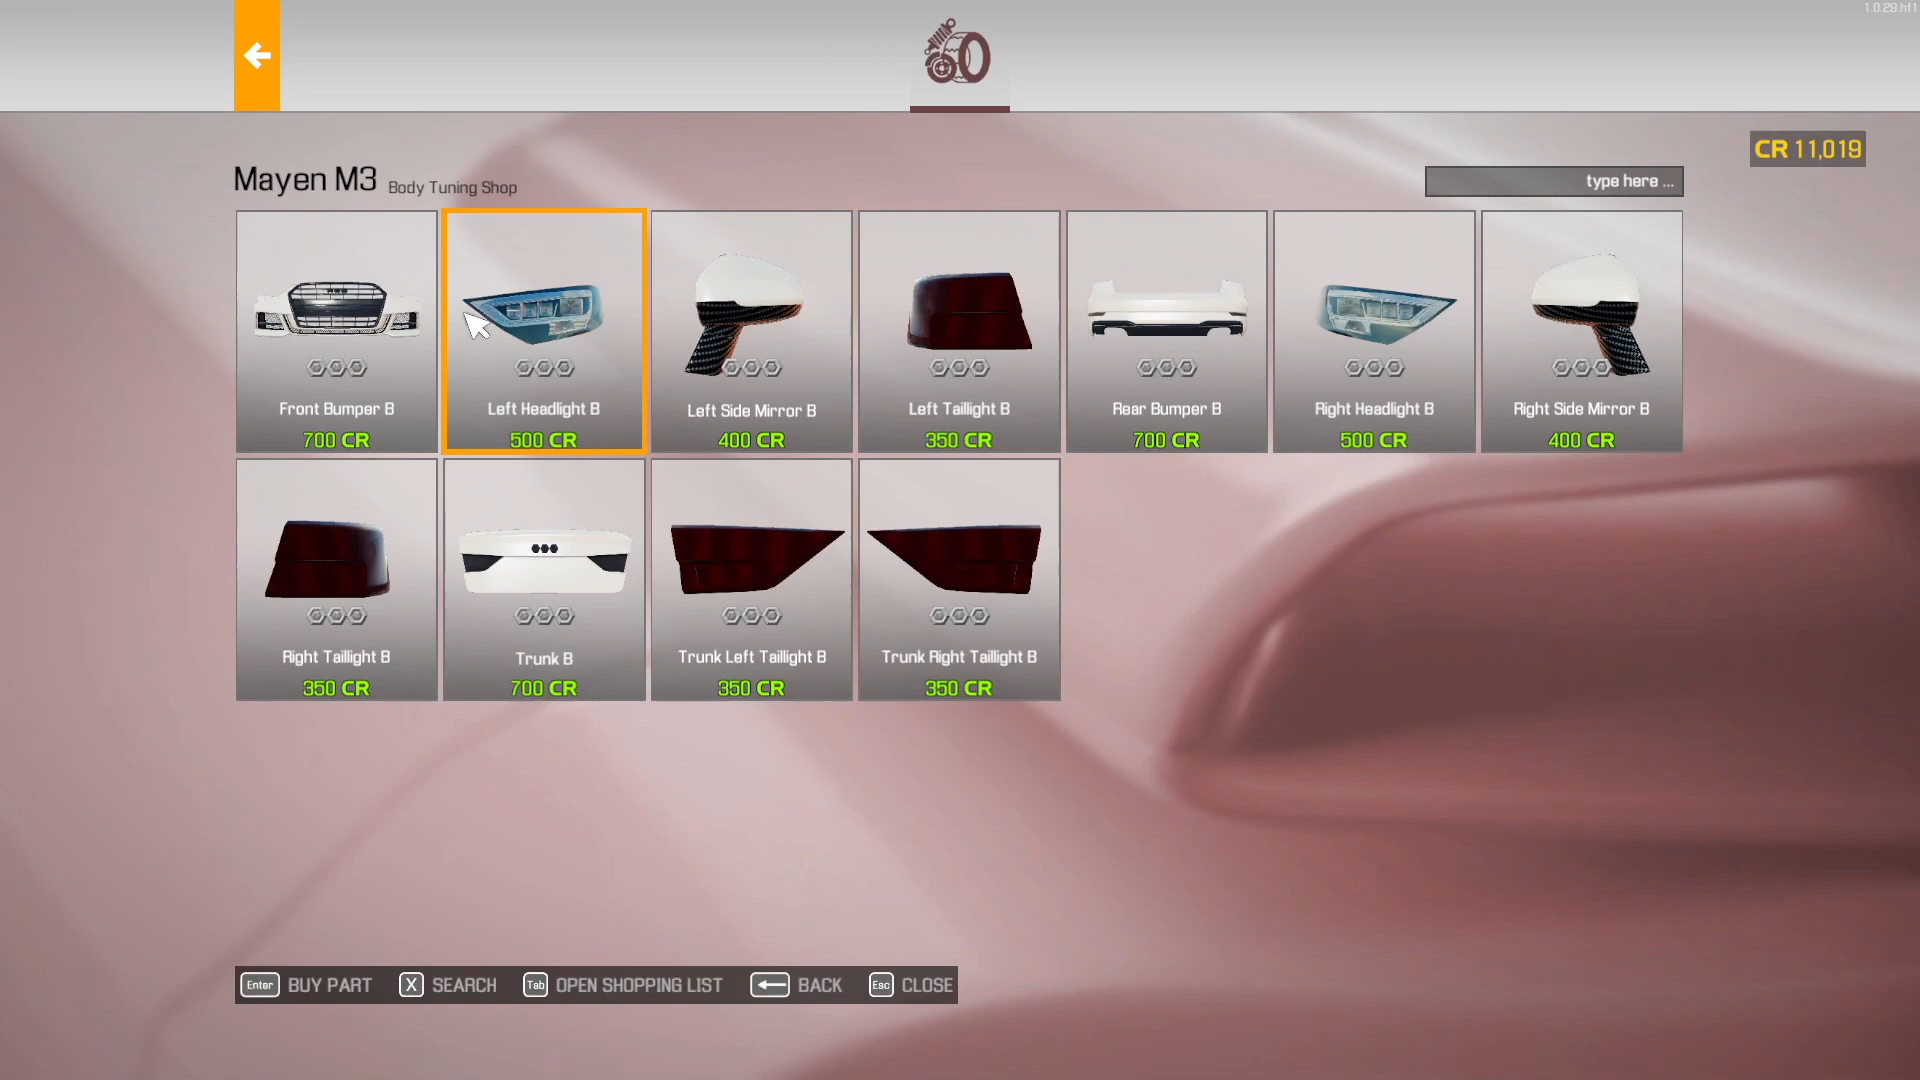 1.0.29.hf1
CR 11,019
Mayen M3 Body Tuning Shop
type here ...
Front Bumper B
700 CR
Left Headlight B
500 CR
Left Side Mirror B
400 CR
Left Taillight B
350 CR
Rear Bumper B
700 CR
Right Headlight B
500 CR
Right Side Mirror B
400 CR
Right Taillight B
350 CR
Trunk B
700 CR
Trunk Left Taillight B
350 CR
Trunk Right Taillight B
350 CR
Enter BUY PART X SEARCH Tab OPEN SHOPPING LIST BACK Esc CLOSE